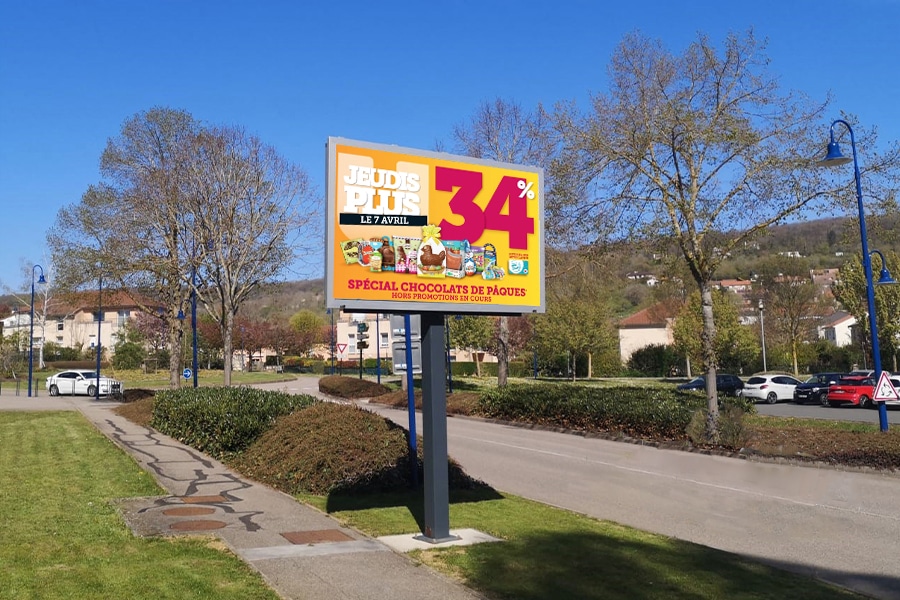 JEUDIS
PLUS
LE 7 AVRIL
34%
SPÉCIAL CHOCOLATS DE PÂQUES*
HORS PROMOTIONS EN COURS